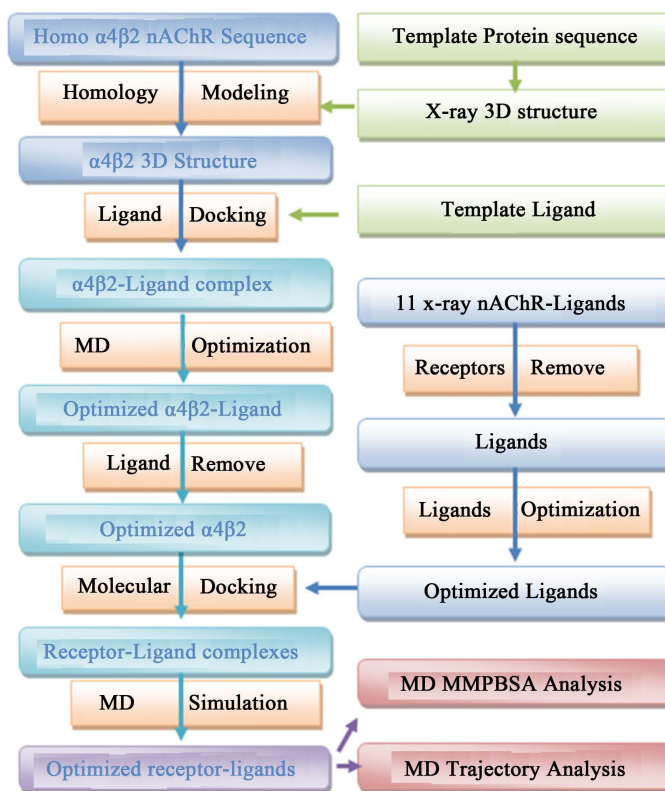 Homo α4β2 nAChR Sequence
Template Protein sequence
Homology Modeling
X-ray 3D structure
α4β2 3D Structure
Ligand Docking
Template Ligand
α4β2-Ligand complex
11 x-ray nAChR-Ligands
MD Optimization
Receptors Remove
Optimized α4β2-Ligand
Ligands
Ligand Remove
Ligands Optimization
Optimized α4β2
Molecular Docking
Optimized Ligands
Receptor-Ligand complexes
MD MMPBSA Analysis
MD Simulation
Optimized receptor-ligands
MD Trajectory Analysis